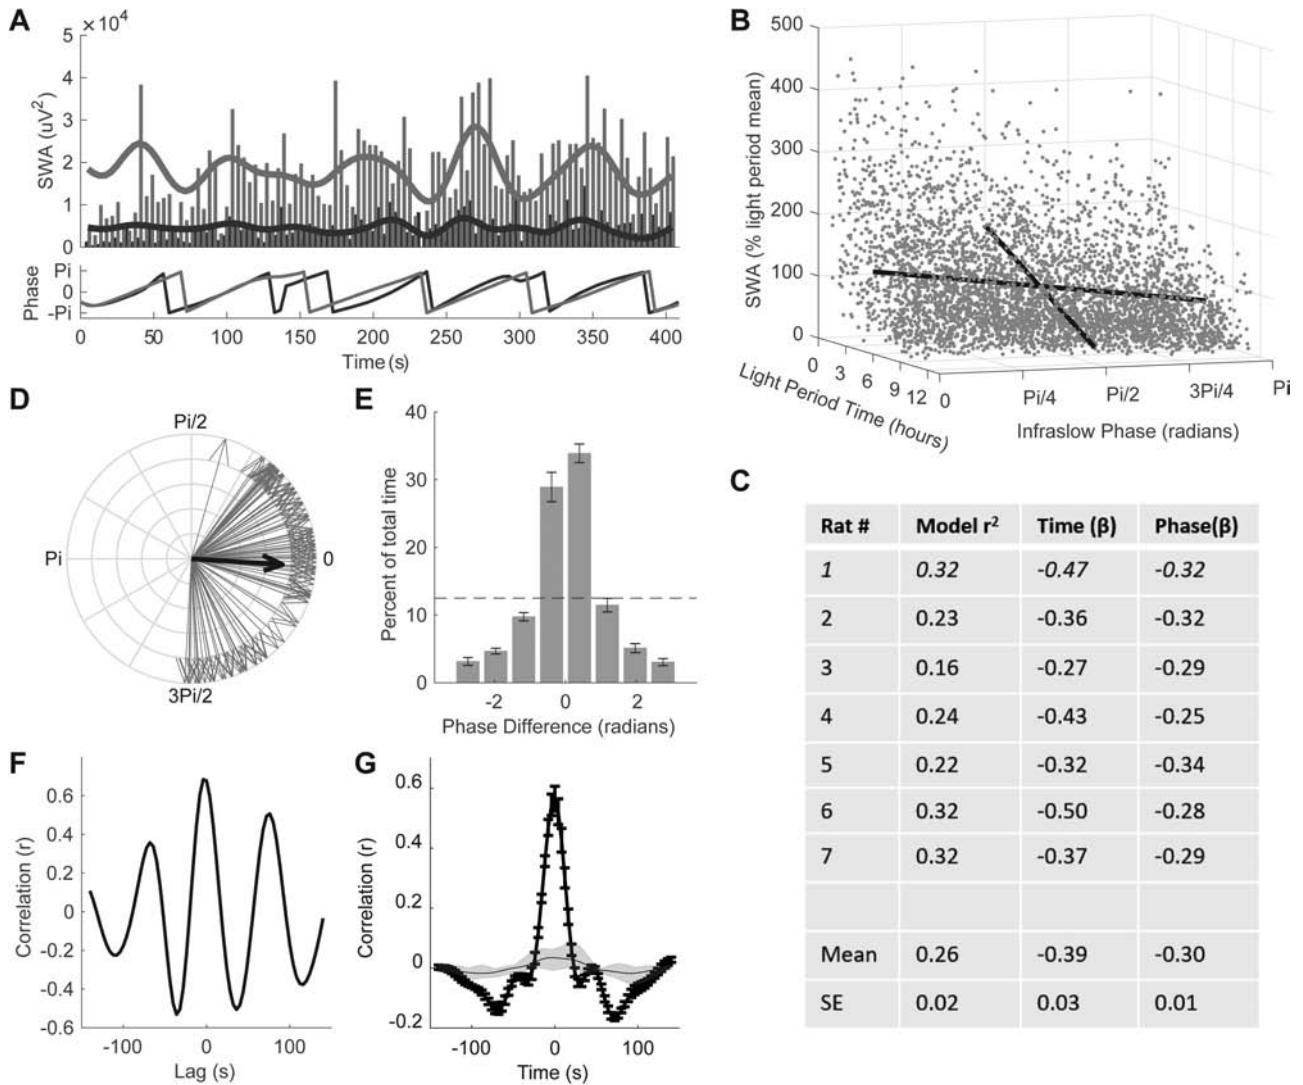 A
×10⁴
5
4
3
2
1
0
SWA (uV²)
Pi
0
-Pi
Phase
0 50 100 150 200 250 300 350 400
Time (s)
B
500
400
300
200
100
0
SWA (% light period mean)
0 3 6 9 12
Light Period Time (hours)
0 Pi/4 Pi/2 3Pi/4 Pi
Infraslow Phase (radians)
D
Pi/2
Pi
0
3Pi/2
E
40
30
20
10
0
Percent of total time
-2 0 2
Phase Difference (radians)
C
Rat # Model r² Time (β) Phase(β)
1 0.32 -0.47 -0.32
2 0.23 -0.36 -0.32
3 0.16 -0.27 -0.29
4 0.24 -0.43 -0.25
5 0.22 -0.32 -0.34
6 0.32 -0.50 -0.28
7 0.32 -0.37 -0.29
Mean 0.26 -0.39 -0.30
SE 0.02 0.03 0.01
F
0.6
0.4
0.2
0
-0.2
-0.4
-0.6
Correlation (r)
-100 0 100
Lag (s)
G
0.6
0.4
0.2
0
-0.2
Correlation (r)
-100 0 100
Time (s)